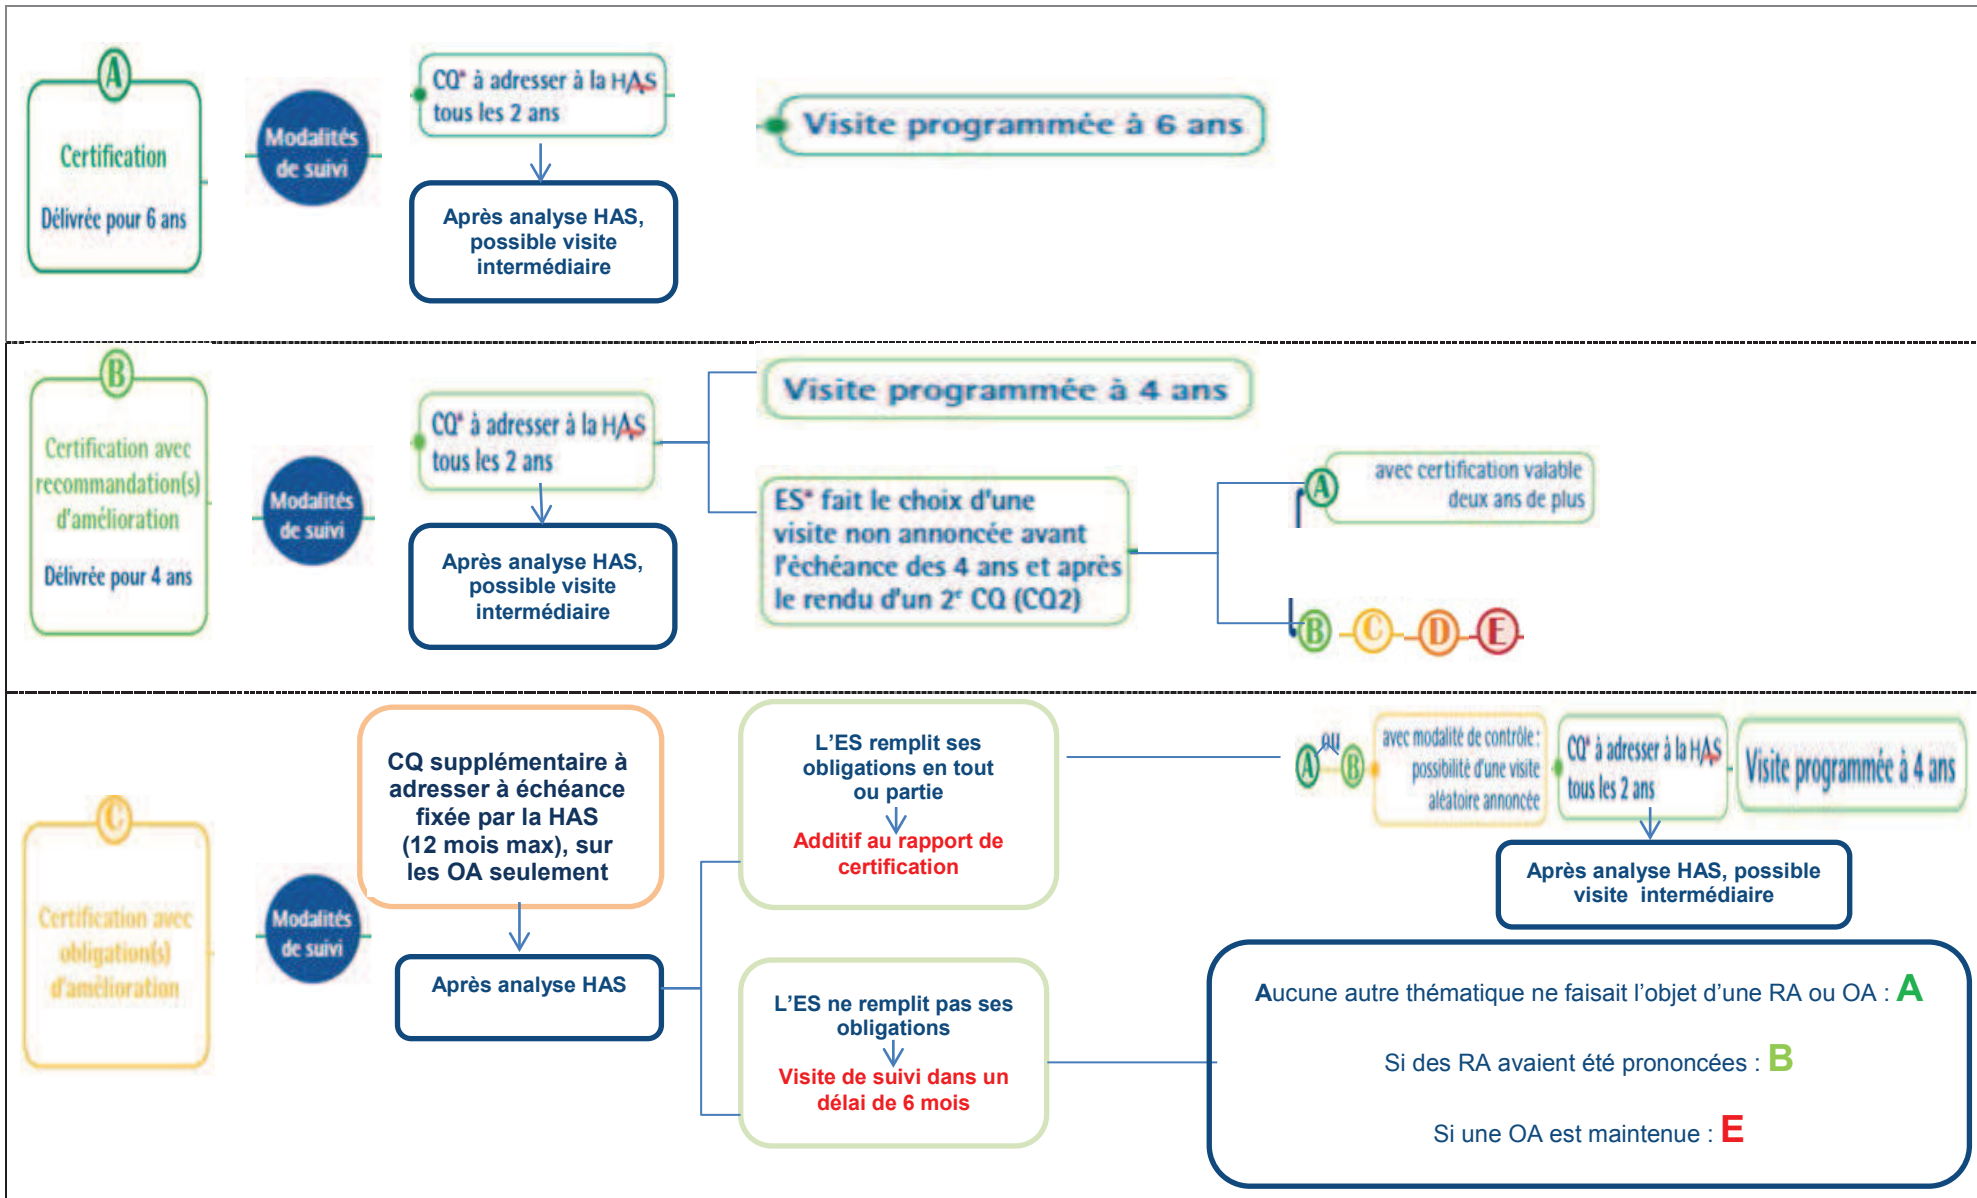 A
Certification
Délivrée pour 6 ans
Modalités
de suivi
CQ* à adresser à la HAS
tous les 2 ans
Après analyse HAS,
possible visite
intermédiaire
Visite programmée à 6 ans
B
Certification avec
recommandation(s)
d'amélioration
Délivrée pour 4 ans
Modalités
de suivi
CQ* à adresser à la HAS
tous les 2 ans
Après analyse HAS,
possible visite
intermédiaire
Visite programmée à 4 ans
ES* fait le choix d'une
visite non annoncée avant
l'échéance des 4 ans et après
le rendu d'un 2e CQ (CQ2)
A
avec certification valable
deux ans de plus
B C D E
C
Certification avec
obligation(s)
d'amélioration
Modalités
de suivi
CQ supplémentaire à
adresser à échéance
fixée par la HAS
(12 mois max), sur
les OA seulement
Après analyse HAS
L'ES remplit ses
obligations en tout
ou partie
Additif au rapport de
certification
A ou B
avec modalité de contrôle :
possibilité d'une visite
aléatoire annoncée
CQ* à adresser à la HAS
tous les 2 ans
Visite programmée à 4 ans
Après analyse HAS, possible
visite intermédiaire
L'ES ne remplit pas ses
obligations
Visite de suivi dans un
délai de 6 mois
Aucune autre thématique ne faisait l'objet d'une RA ou OA : A
Si des RA avaient été prononcées : B
Si une OA est maintenue : E